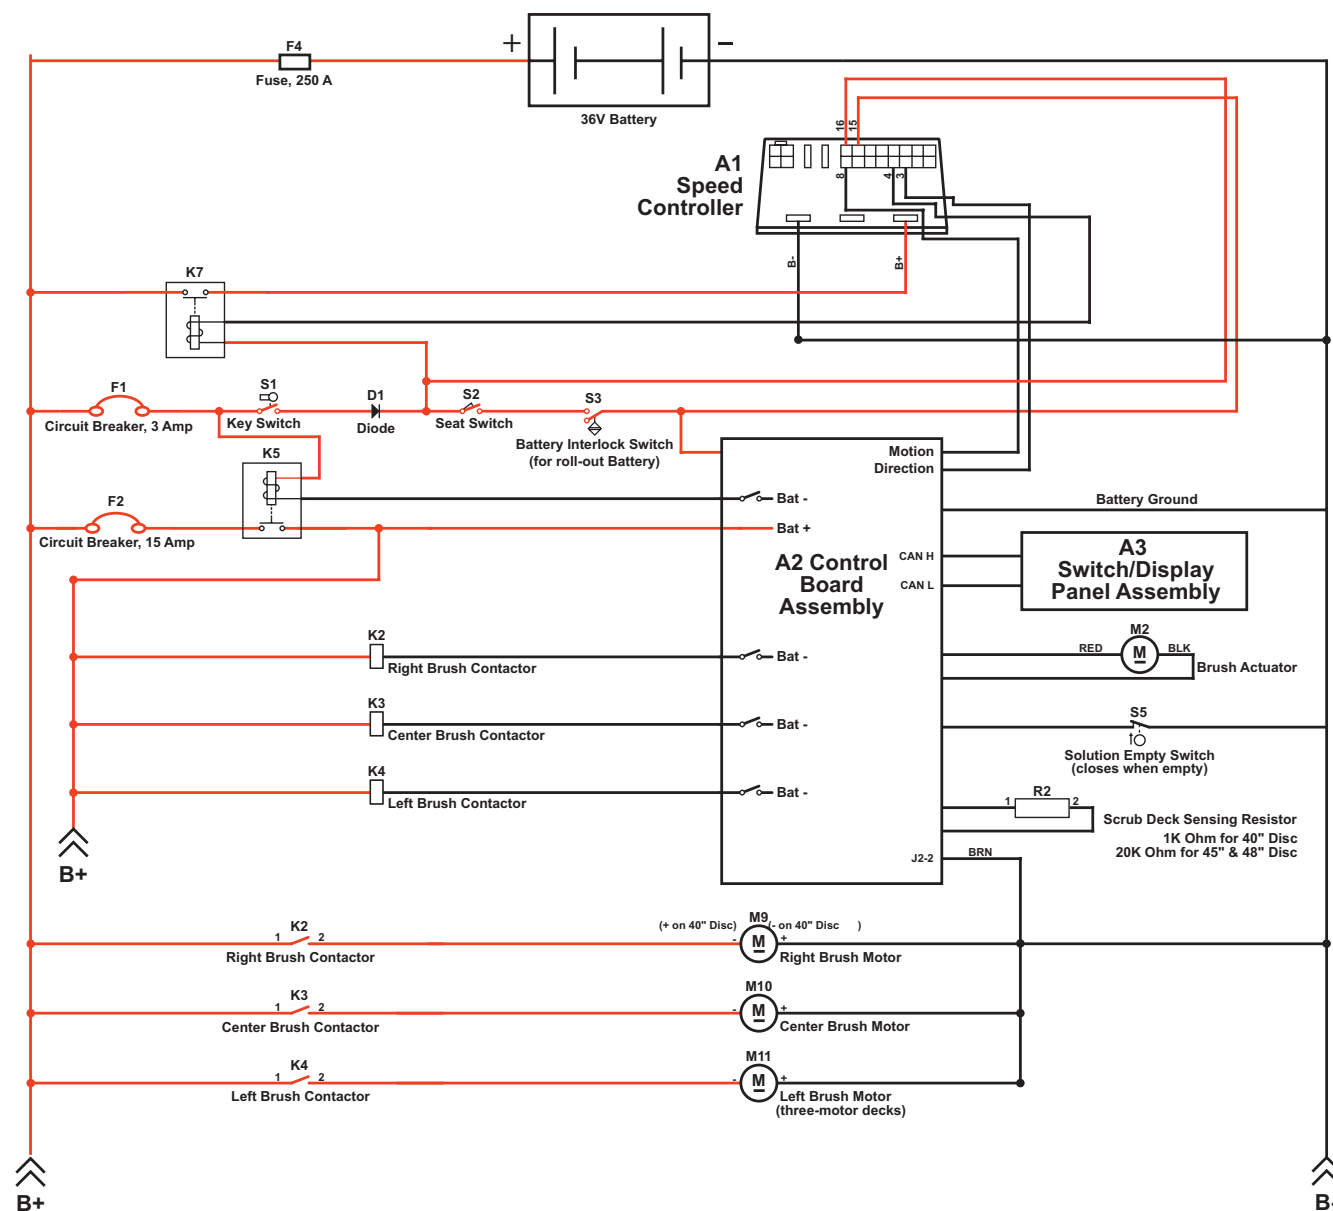 F4
Fuse, 250 A
+
−
36V Battery
16
15
A1
Speed
Controller
8
4
3
B-
B+
K7
F1
Circuit Breaker, 3 Amp
S1
Key Switch
D1
Diode
S2
Seat Switch
S3
Battery Interlock Switch
(for roll-out Battery)
K5
F2
Circuit Breaker, 15 Amp
Motion
Direction
Bat -
Bat +
Battery Ground
A2 Control
Board
Assembly
CAN H
CAN L
A3
Switch/Display
Panel Assembly
K2
Right Brush Contactor
Bat -
M2
RED
M
BLK
Brush Actuator
K3
Center Brush Contactor
Bat -
S5
Solution Empty Switch
(closes when empty)
K4
Left Brush Contactor
Bat -
R2
1
2
Scrub Deck Sensing Resistor
1K Ohm for 40" Disc
20K Ohm for 45" & 48" Disc
J2-2
BRN
B+
K2
1
2
Right Brush Contactor
(+ on 40" Disc)
M9
(- on 40" Disc )
-
M
+
Right Brush Motor
K3
1
2
Center Brush Contactor
M10
-
M
+
Center Brush Motor
K4
1
2
Left Brush Contactor
M11
-
M
+
Left Brush Motor
(three-motor decks)
B+
B-